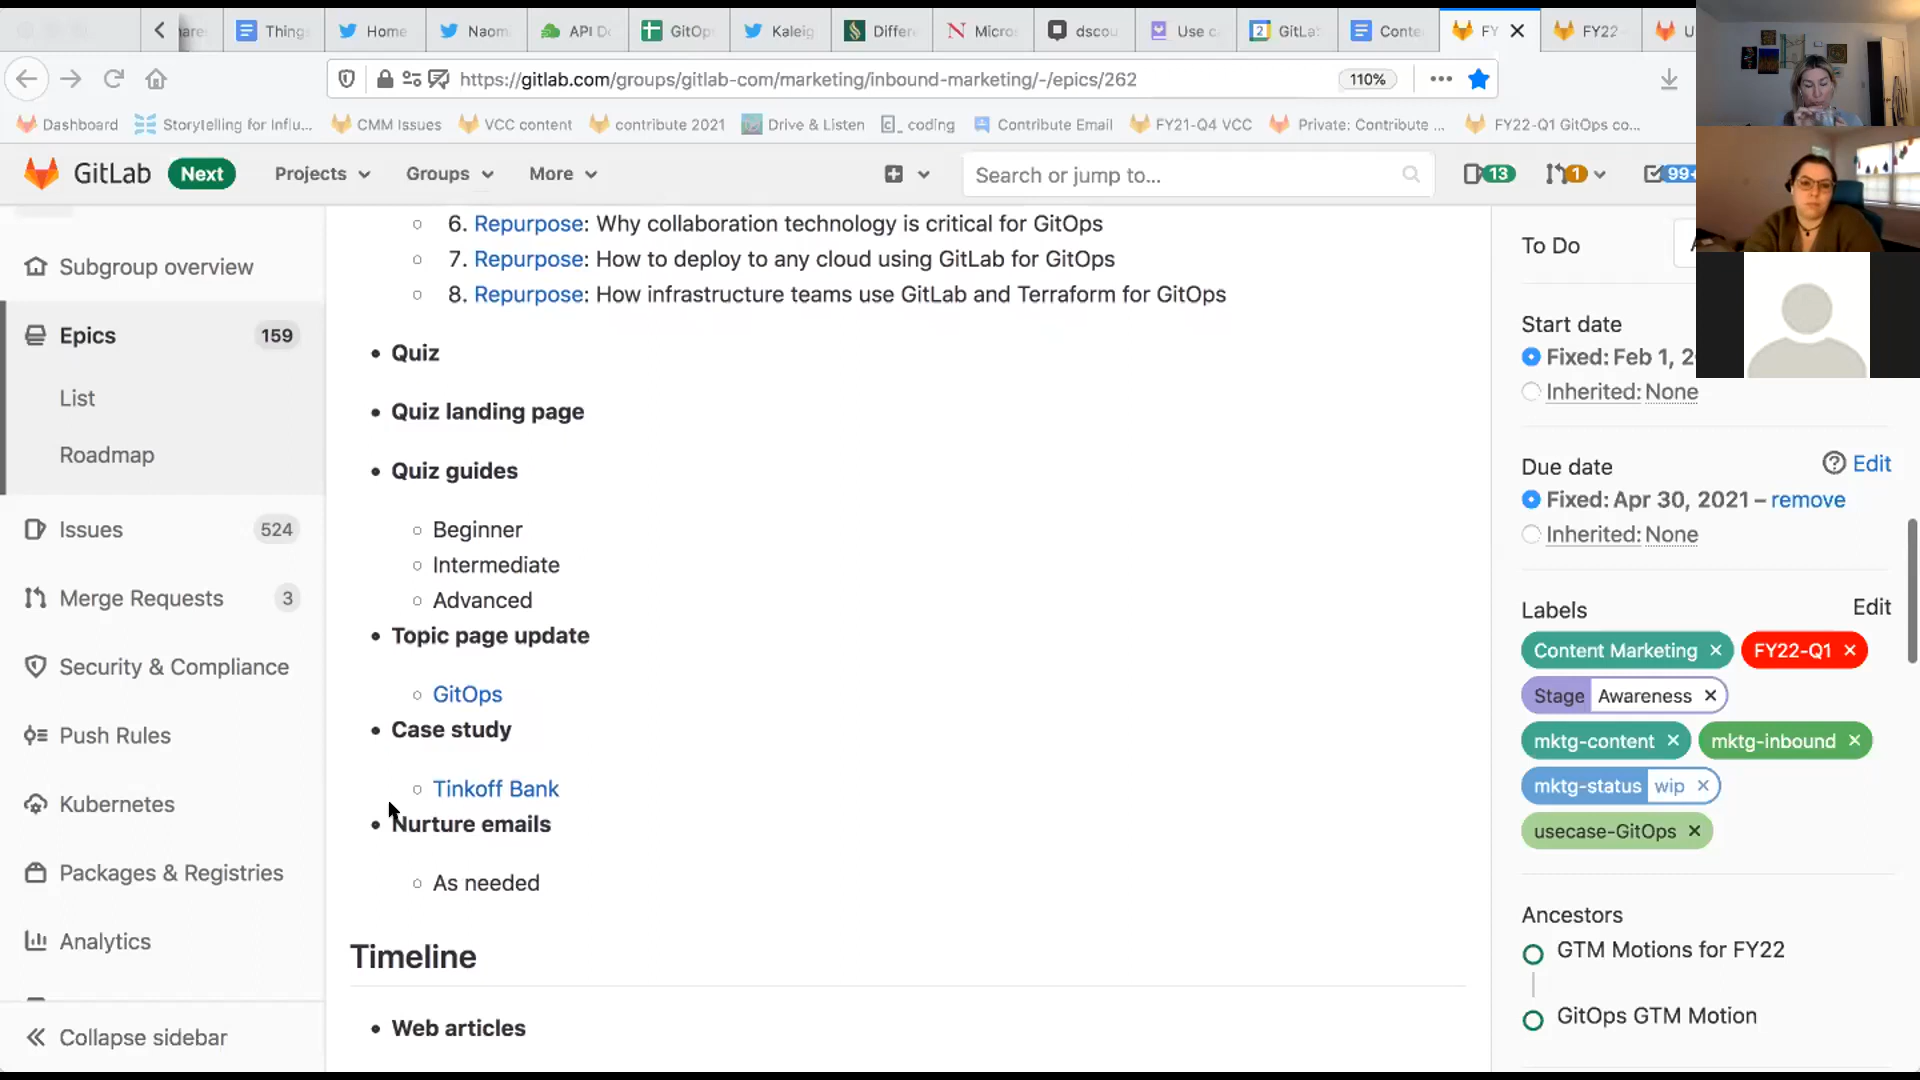 Things
Home
Naom
API Do
GitOp
Kaleig
Differ
Micro
dscou
Use c
GitLa
Conte
FY
FY22
U
https://gitlab.com/groups/gitlab-com/marketing/inbound-marketing/-/epics/262
110%
Dashboard
Storytelling for Influ...
CMM Issues
VCC content
contribute 2021
Drive & Listen
coding
Contribute Email
FY21-Q4 VCC
Private: Contribute ...
FY22-Q1 GitOps co...
GitLab
Next
Projects
Groups
More
Search or jump to...
13
1
99+
Subgroup overview
Epics 159
List
Roadmap
Issues 524
Merge Requests 3
Security & Compliance
Push Rules
Kubernetes
Packages & Registries
Analytics
Collapse sidebar
6. Repurpose: Why collaboration technology is critical for GitOps
7. Repurpose: How to deploy to any cloud using GitLab for GitOps
8. Repurpose: How infrastructure teams use GitLab and Terraform for GitOps
Quiz
Quiz landing page
Quiz guides
Beginner
Intermediate
Advanced
Topic page update
GitOps
Case study
Tinkoff Bank
Nurture emails
As needed
Timeline
Web articles
To Do
Start date
Fixed: Feb 1, 2
Inherited: None
Due date
Edit
Fixed: Apr 30, 2021 – remove
Inherited: None
Labels
Edit
Content Marketing ×
FY22-Q1 ×
Stage Awareness ×
mktg-content ×
mktg-inbound ×
mktg-status wip ×
usecase-GitOps ×
Ancestors
GTM Motions for FY22
GitOps GTM Motion